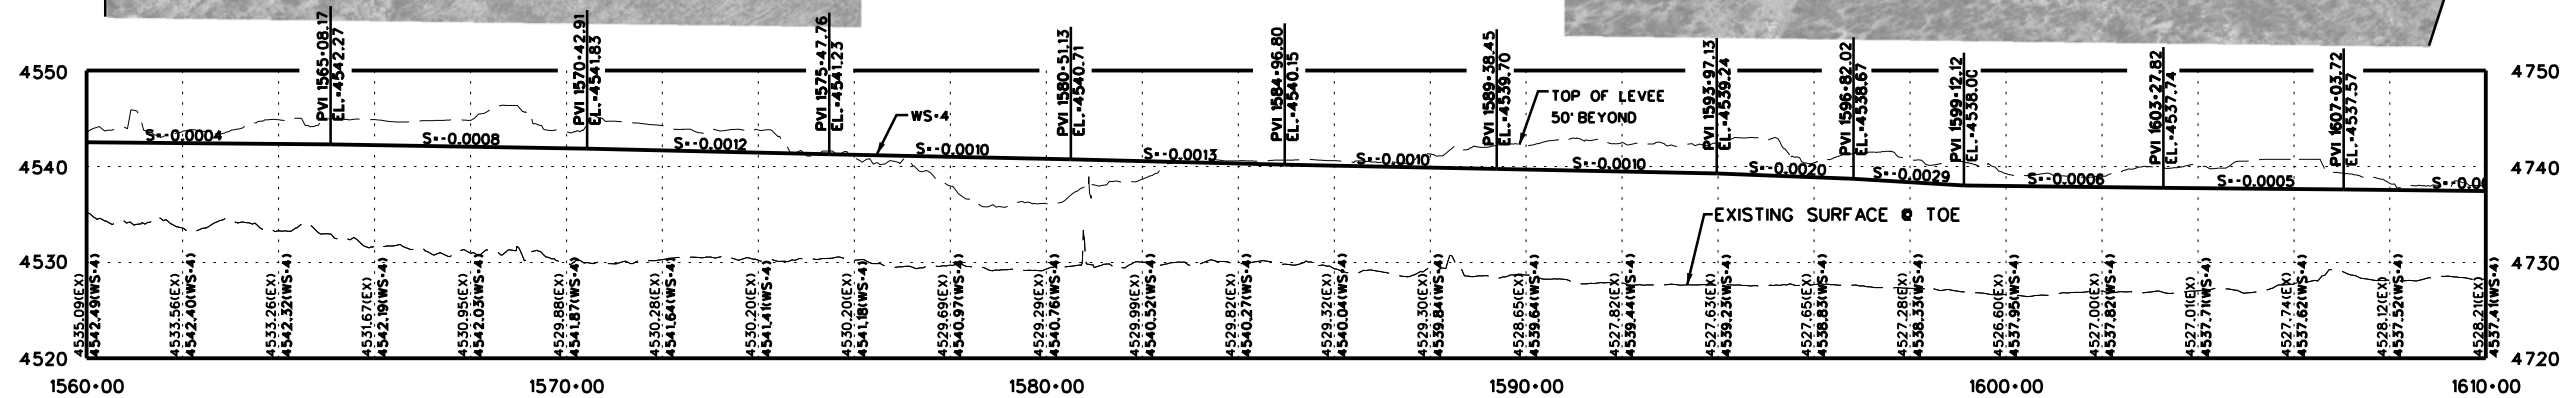 PVI 1565+08.17
EL.=4542.27
PVI 1570+42.91
EL.=4541.83
PVI 1575+47.76
EL.=4541.23
PVI 1580+51.13
EL.=4540.71
PVI 1584+96.80
EL.=4540.15
PVI 1589+38.45
EL.=4539.70
PVI 1593+97.13
EL.=4539.24
PVI 1596+82.02
EL.=4538.67
PVI 1599+12.12
EL.=4538.00
PVI 1603+27.82
EL.=4537.74
PVI 1607+03.72
EL.=4537.57
4550
4750
TOP OF LEVEE
50' BEYOND
WS-4
S=-0.0004
S=-0.0008
S=-0.0012
S=-0.0010
S=-0.0013
S=-0.0010
S=-0.0010
S=-0.0020
S=-0.0029
S=-0.0006
S=-0.0005
S=-0.00
4540
4740
EXISTING SURFACE @ TOE
4530
4730
4535.09(EX)
4542.49(WS-4)
4533.56(EX)
4542.40(WS-4)
4533.26(EX)
4542.32(WS-4)
4531.67(EX)
4542.19(WS-4)
4530.95(EX)
4542.03(WS-4)
4529.88(EX)
4541.87(WS-4)
4530.28(EX)
4541.64(WS-4)
4530.20(EX)
4541.41(WS-4)
4530.20(EX)
4541.18(WS-4)
4529.69(EX)
4540.97(WS-4)
4529.29(EX)
4540.76(WS-4)
4529.99(EX)
4540.52(WS-4)
4529.82(EX)
4540.27(WS-4)
4529.32(EX)
4540.04(WS-4)
4529.30(EX)
4539.84(WS-4)
4528.65(EX)
4539.64(WS-4)
4527.82(EX)
4539.44(WS-4)
4527.63(EX)
4539.23(WS-4)
4527.65(EX)
4538.83(WS-4)
4527.28(EX)
4538.33(WS-4)
4526.60(EX)
4537.95(WS-4)
4527.00(EX)
4537.82(WS-4)
4527.01(EX)
4537.71(WS-4)
4527.74(EX)
4537.62(WS-4)
4528.12(EX)
4537.52(WS-4)
4528.21(EX)
4537.41(WS-4)
4520
4720
1560+00
1570+00
1580+00
1590+00
1600+00
1610+00